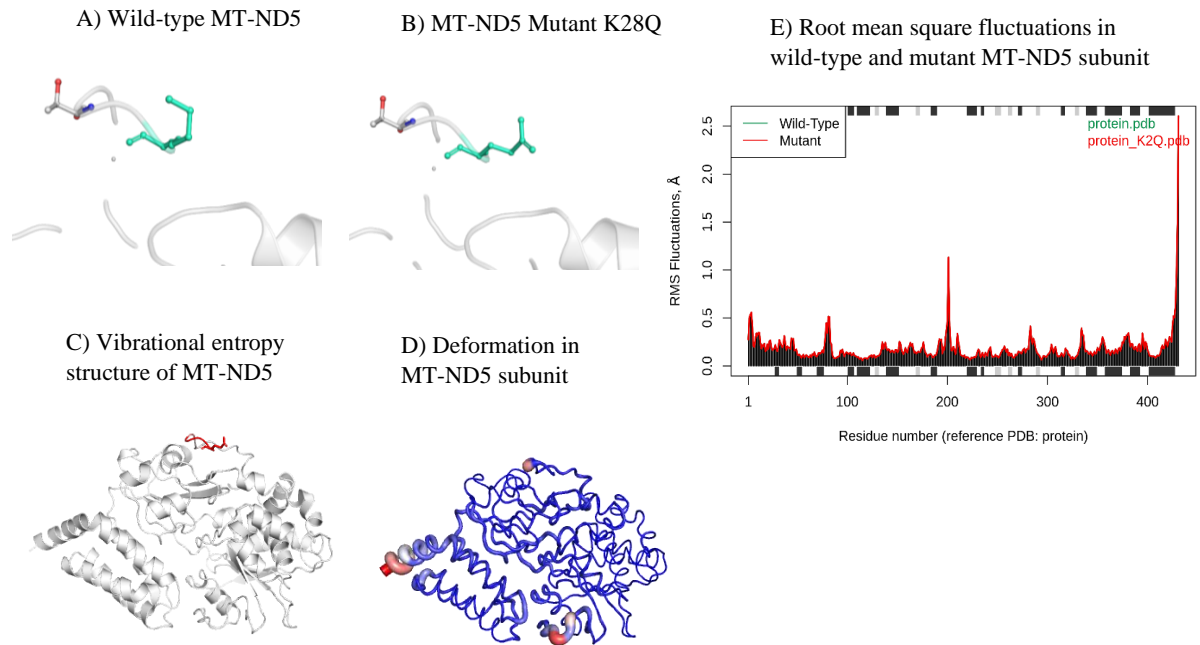 A) Wild-type MT-ND5
B) MT-ND5 Mutant K28Q
E) Root mean square fluctuations in
wild-type and mutant MT-ND5 subunit
Wild-Type
Mutant
protein.pdb
protein_K2Q.pdb
RMS Fluctuations, Å
2.5
2.0
1.5
1.0
0.5
0.0
1
100
200
300
400
Residue number (reference PDB: protein)
C) Vibrational entropy
structure of MT-ND5
D) Deformation in
MT-ND5 subunit